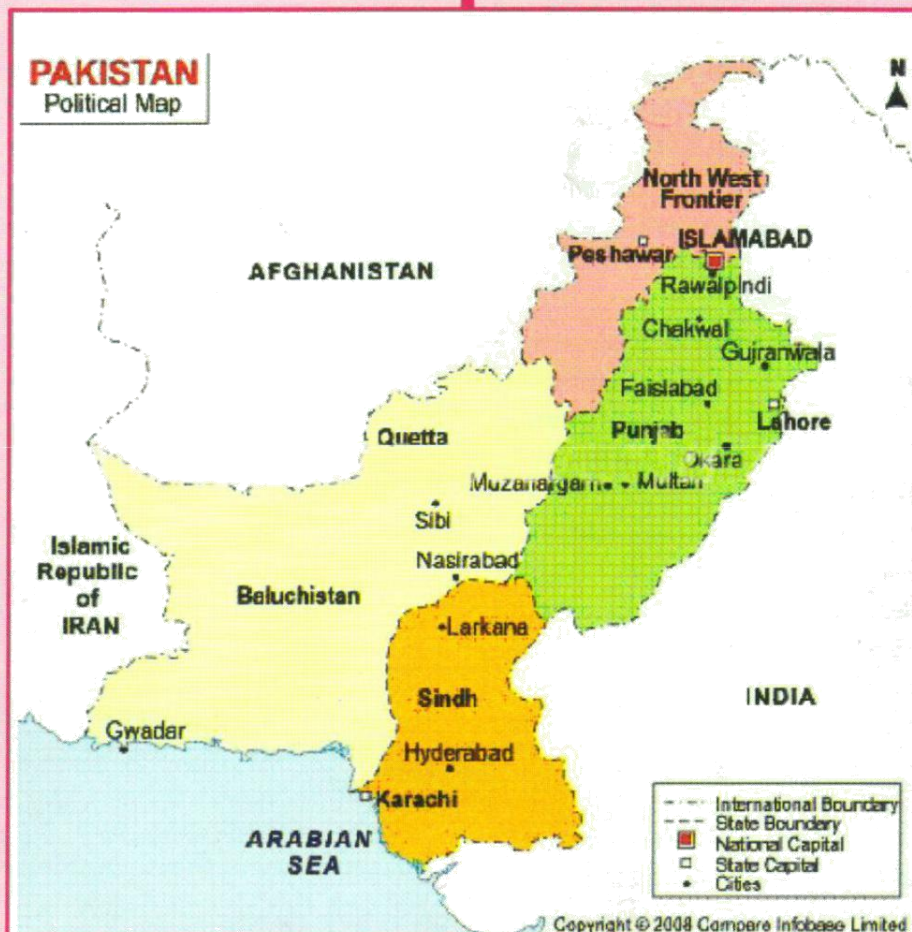 PAKISTAN
Political Map
N
North West
Frontier
ISLAMABAD
Peshawar
AFGHANISTAN
Rawalpindi
Chakwal
Gujranwala
Faislabad
Lahore
Quetta
Punjab
Okara
Multan
Sibi
Nasirabad
Islamic
Republic
of
IRAN
Beluchistan
Larkana
Sindh
INDIA
Gwadar
Hyderabad
Karachi
ARABIAN
SEA
International Boundary
State Boundary
National Capital
State Capital
Cities
Copyright © 2008 Compare Infobase Limited